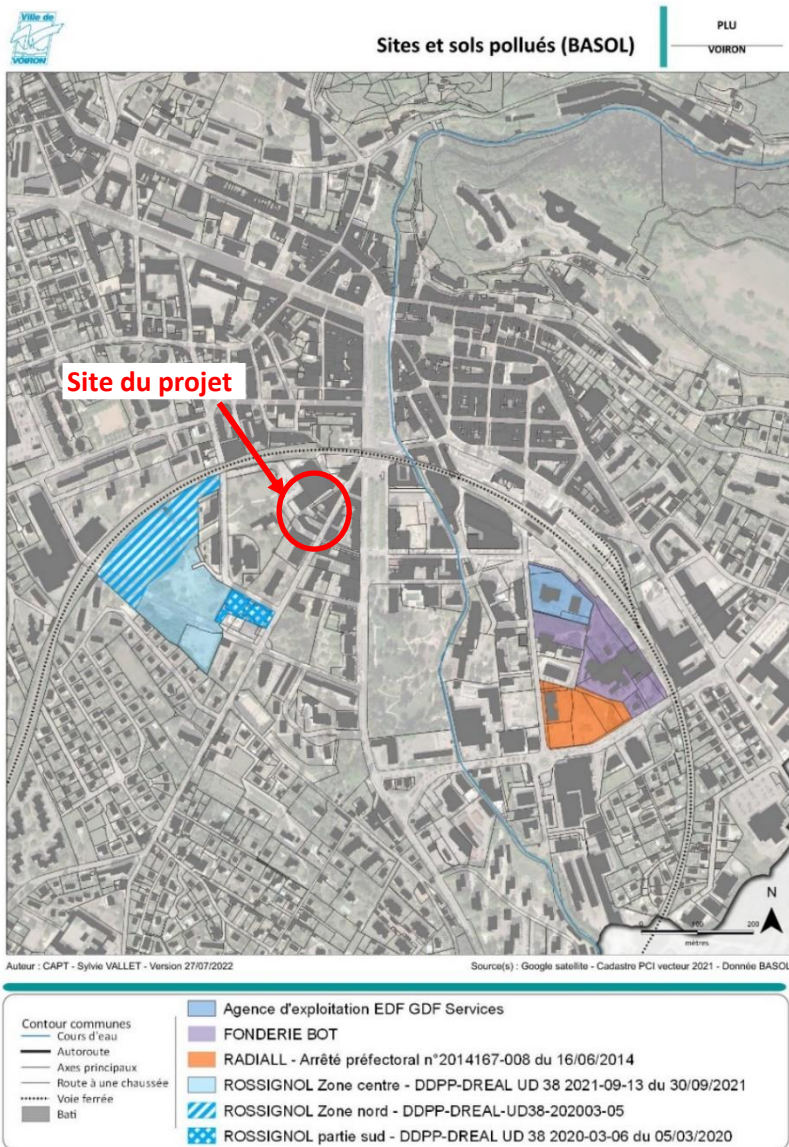 Ville de
VOIRON
Sites et sols pollués (BASOL)
PLU
VOIRON
Site du projet
N
0 100 200
mètres
Auteur : CAPT - Sylvie VALLET - Version 27/07/2022
Source(s) : Google satellite - Cadastre PCI vecteur 2021 - Donnée BASOL
Contour communes
Cours d'eau
Autoroute
Axes principaux
Route à une chaussée
Voie ferrée
Bati
Agence d'exploitation EDF GDF Services
FONDERIE BOT
RADIALL - Arrêté préfectoral n°2014167-008 du 16/06/2014
ROSSIGNOL Zone centre - DDPP-DREAL UD 38 2021-09-13 du 30/09/2021
ROSSIGNOL Zone nord - DDPP-DREAL-UD38-202003-05
ROSSIGNOL partie sud - DDPP-DREAL UD 38 2020-03-06 du 05/03/2020